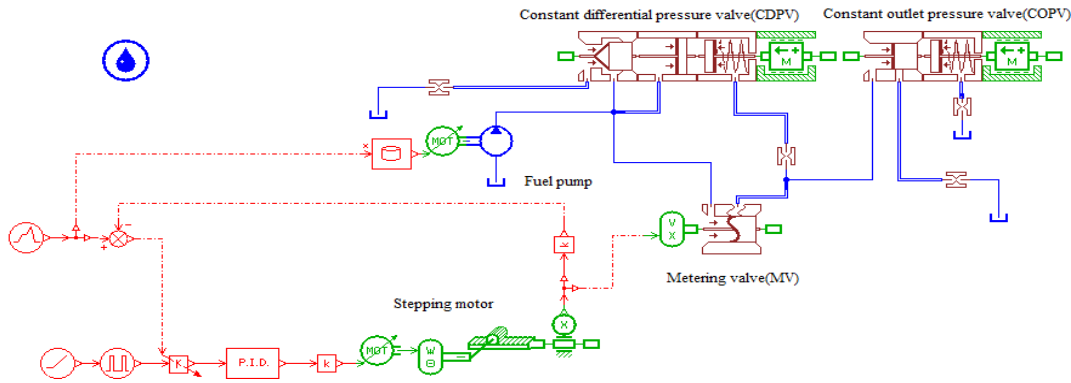 Constant differential pressure valve(CDPV)
Constant outlet pressure valve(COPV)
M
M
MOT
x
Fuel pump
k
V
X
Metering valve(MV)
Stepping motor
X
MOT
W
Θ
K
P.I.D.
k